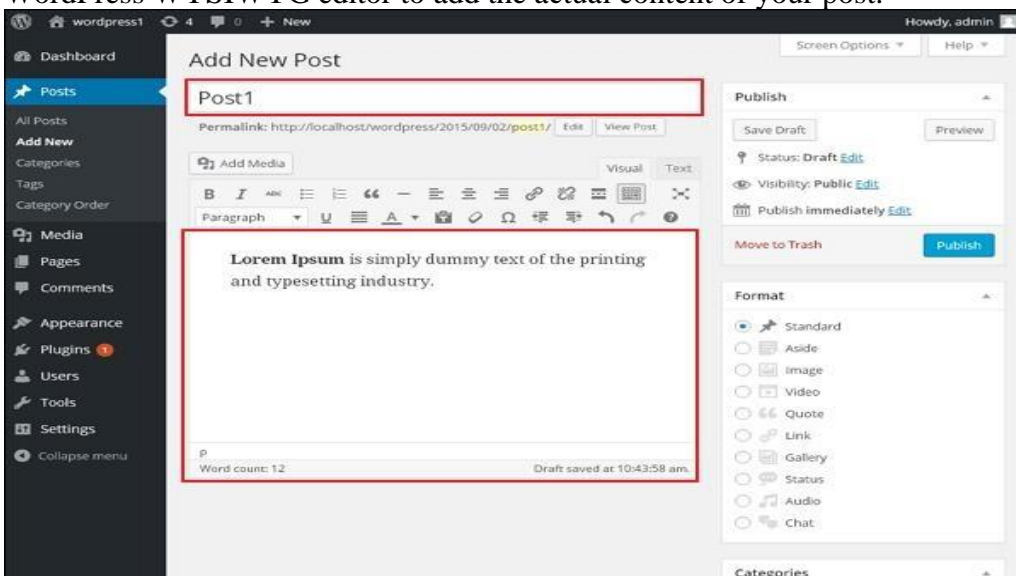 WordPress WYSIWYG editor to add the actual content of your post.
wordpress1 4 0 + New Howdy, admin
Screen Options Help
Dashboard
Posts
All Posts
Add New
Categories
Tags
Category Order
Media
Pages
Comments
Appearance
Plugins 1
Users
Tools
Settings
Collapse menu
Add New Post
Post1
Permalink: http://localhost/wordpress/2015/09/02/post1/ Edit View Post
Add Media
Visual Text
B I ABC
Paragraph U A Ω
Lorem Ipsum is simply dummy text of the printing
and typesetting industry.
P
Word count: 12 Draft saved at 10:43:58 am.
Publish
Save Draft Preview
Status: Draft Edit
Visibility: Public Edit
Publish immediately Edit
Move to Trash Publish
Format
Standard
Aside
Image
Video
Quote
Link
Gallery
Status
Audio
Chat
Categories